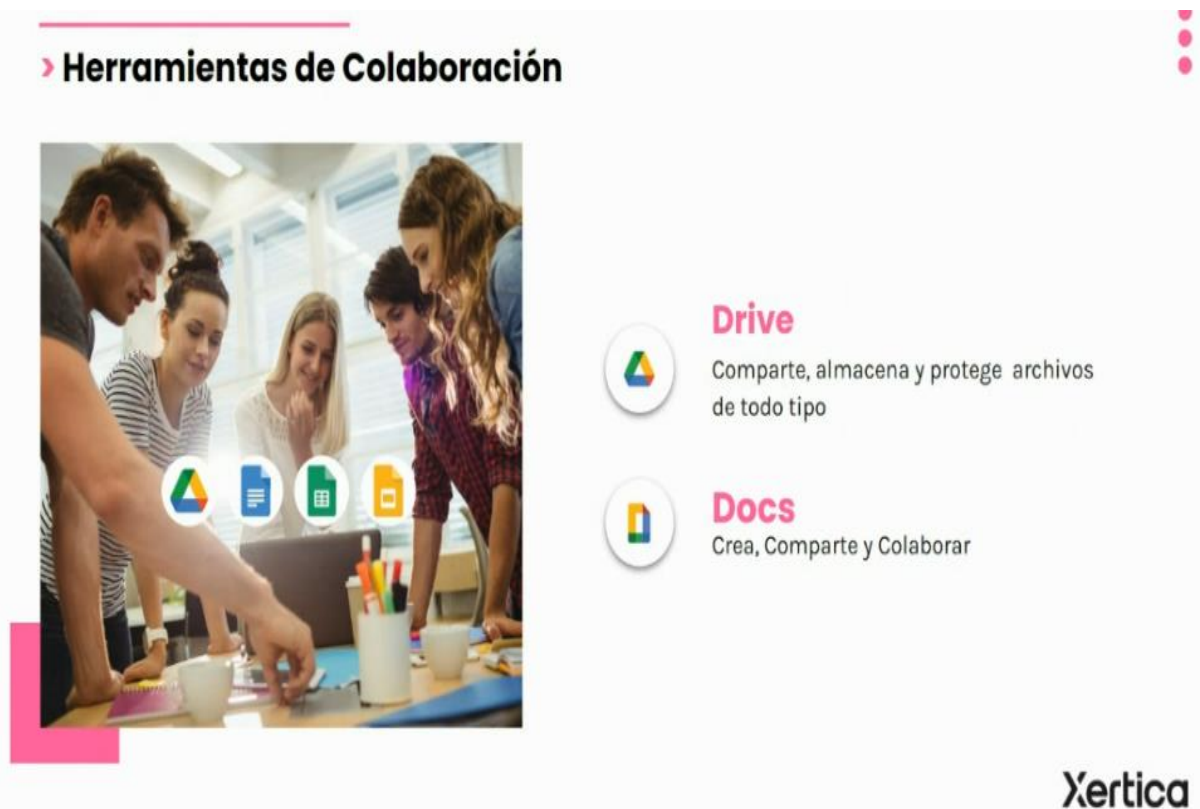 › Herramientas de Colaboración
Drive
Comparte, almacena y protege archivos
de todo tipo
Docs
Crea, Comparte y Colaborar
Xertica